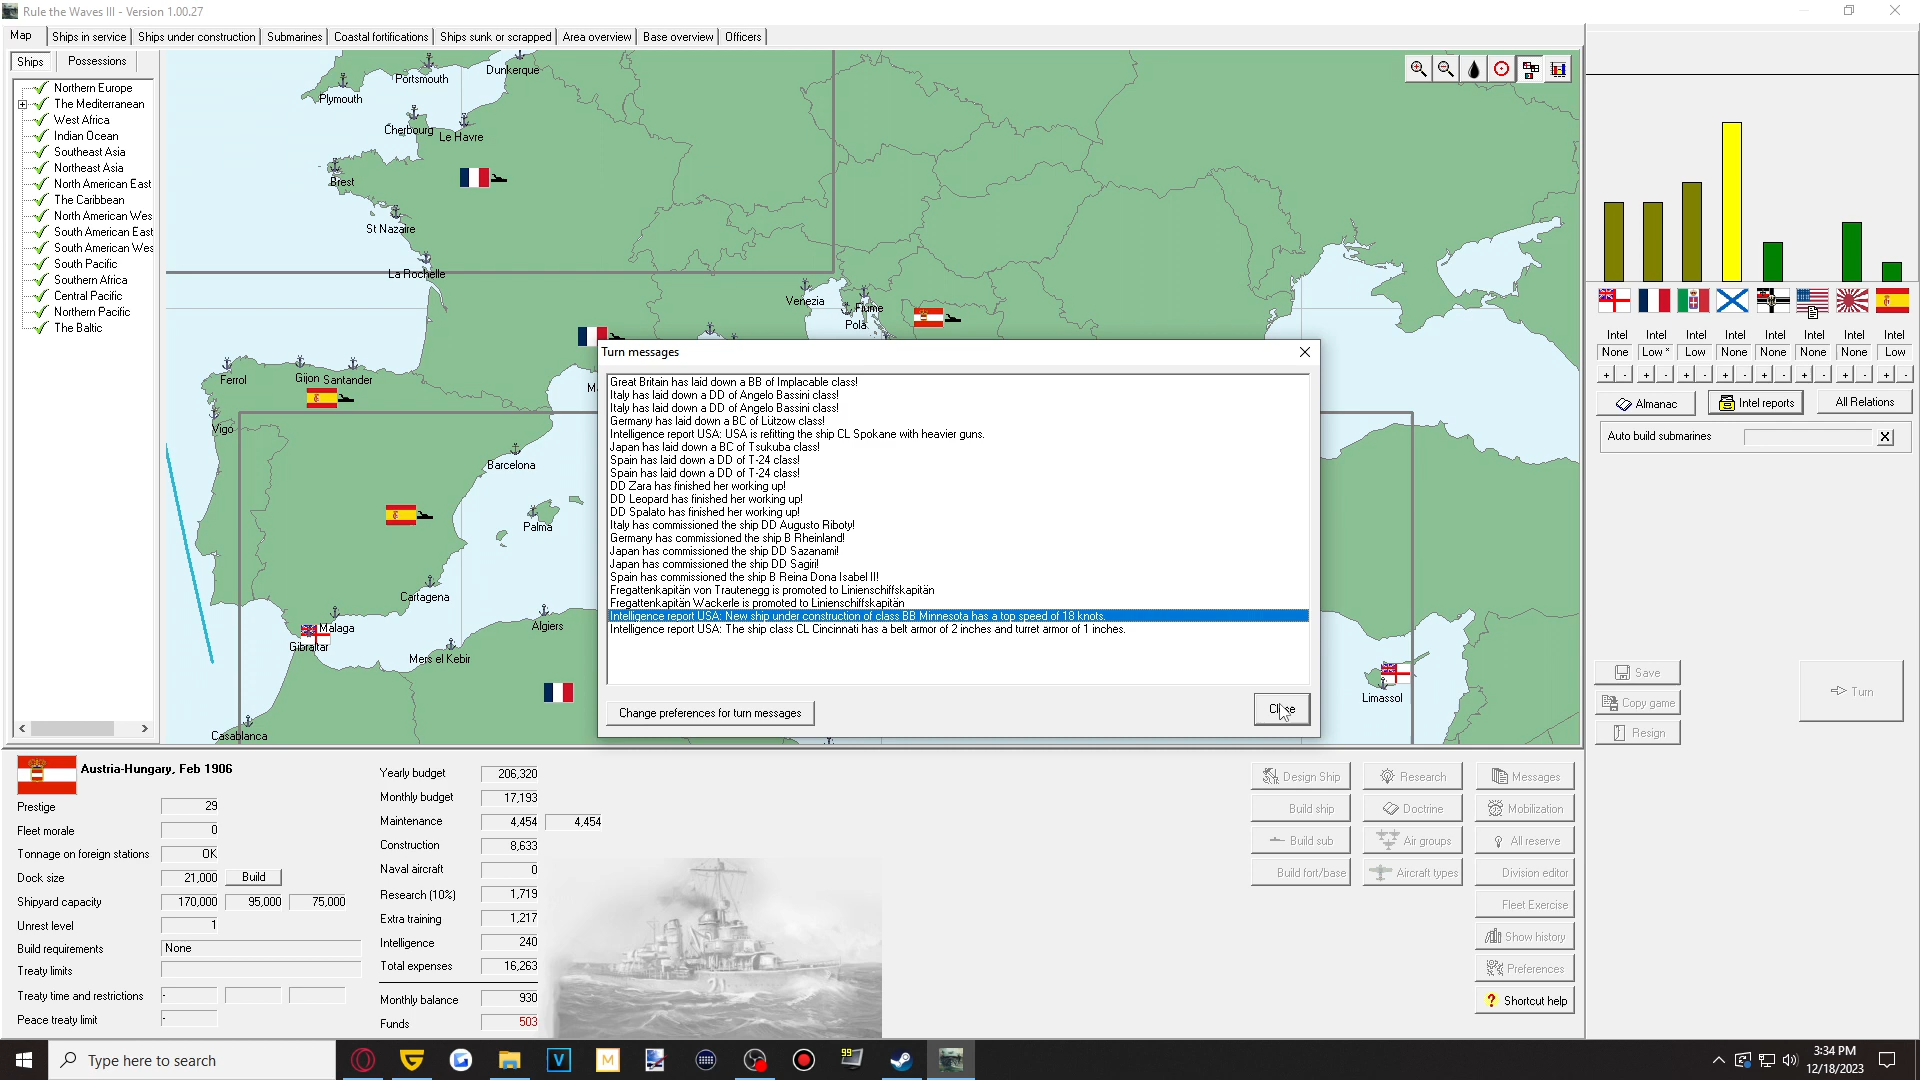 Rule the Waves III - Version 1.00.27
Map
Ships in service
Ships under construction
Submarines
Coastal fortifications
Ships sunk or scrapped
Area overview
Base overview
Officers
Ships
Possessions
Northern Europe
The Mediterranean
West Africa
Indian Ocean
Southeast Asia
Northeast Asia
North American East
The Caribbean
North American Wes
South American East
South American Wes
South Pacific
Southern Africa
Central Pacific
Northern Pacific
The Baltic
Plymouth
Portsmouth
Dunkerque
Cherbourg
Le Havre
Brest
St Nazaire
La Rochelle
Venezia
Fiume
Pola
Ferrol
Gijon
Santander
Vigo
Barcelona
Palma
Cartagena
Malaga
Gibraltar
Algiers
Mers el Kebir
Casablanca
Limassol
Turn messages
Great Britain has laid down a BB of Implacable class!
Italy has laid down a DD of Angelo Bassini class!
Italy has laid down a DD of Angelo Bassini class!
Germany has laid down a BC of Lützow class!
Intelligence report USA: USA is refitting the ship CL Spokane with heavier guns.
Japan has laid down a BC of Tsukuba class!
Spain has laid down a DD of T-24 class!
Spain has laid down a DD of T-24 class!
DD Zara has finished her working up!
DD Leopard has finished her working up!
DD Spalato has finished her working up!
Italy has commissioned the ship DD Augusto Riboty!
Germany has commissioned the ship B Rheinland!
Japan has commissioned the ship DD Sazanami!
Japan has commissioned the ship DD Sagiri!
Spain has commissioned the ship B Reina Dona Isabel II!
Fregattenkapitän von Trautenegg is promoted to Linienschiffskapitän
Fregattenkapitän Wackerle is promoted to Linienschiffskapitän
Intelligence report USA: New ship under construction of class BB Minnesota has a top speed of 18 knots.
Intelligence report USA: The ship class CL Cincinnati has a belt armor of 2 inches and turret armor of 1 inches.
Change preferences for turn messages
Close
Intel Intel Intel Intel Intel Intel Intel Intel
None Low * Low None None None None Low
+ - + - + - + - + - + - + - + -
Almanac
Intel reports
All Relations
Auto build submarines
X
Save
Copy game
Resign
Turn
Austria-Hungary, Feb 1906
Prestige 29
Fleet morale 0
Tonnage on foreign stations OK
Dock size 21,000 Build
Shipyard capacity 170,000 95,000 75,000
Unrest level 1
Build requirements None
Treaty limits
Treaty time and restrictions -
Peace treaty limit -
Yearly budget 206,320
Monthly budget 17,193
Maintenance 4,454 4,454
Construction 8,633
Naval aircraft 0
Research (10%) 1,719
Extra training 1,217
Intelligence 240
Total expenses 16,263
Monthly balance 930
Funds 503
Design Ship
Research
Messages
Build ship
Doctrine
Mobilization
Build sub
Air groups
All reserve
Build fort/base
Aircraft types
Division editor
Fleet Exercise
Show history
Preferences
? Shortcut help
Type here to search
3:34 PM
12/18/2023